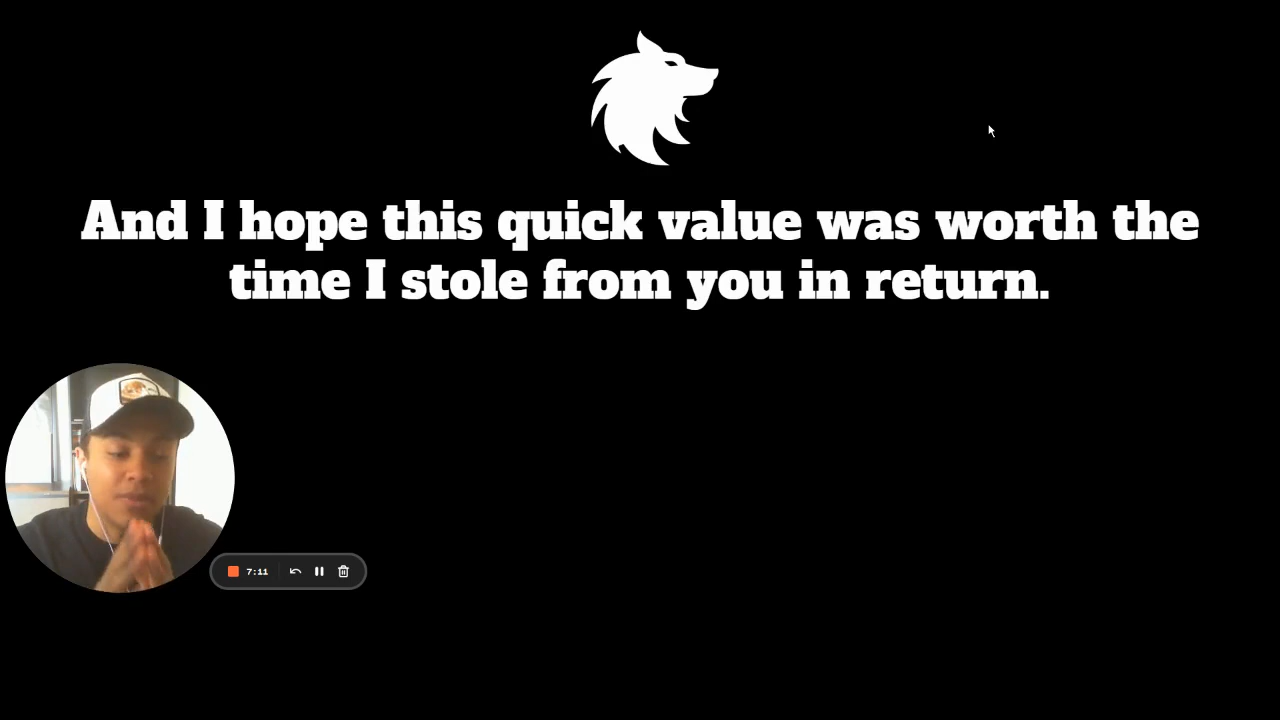 And I hope this quick value was worth the
time I stole from you in return.
7:11